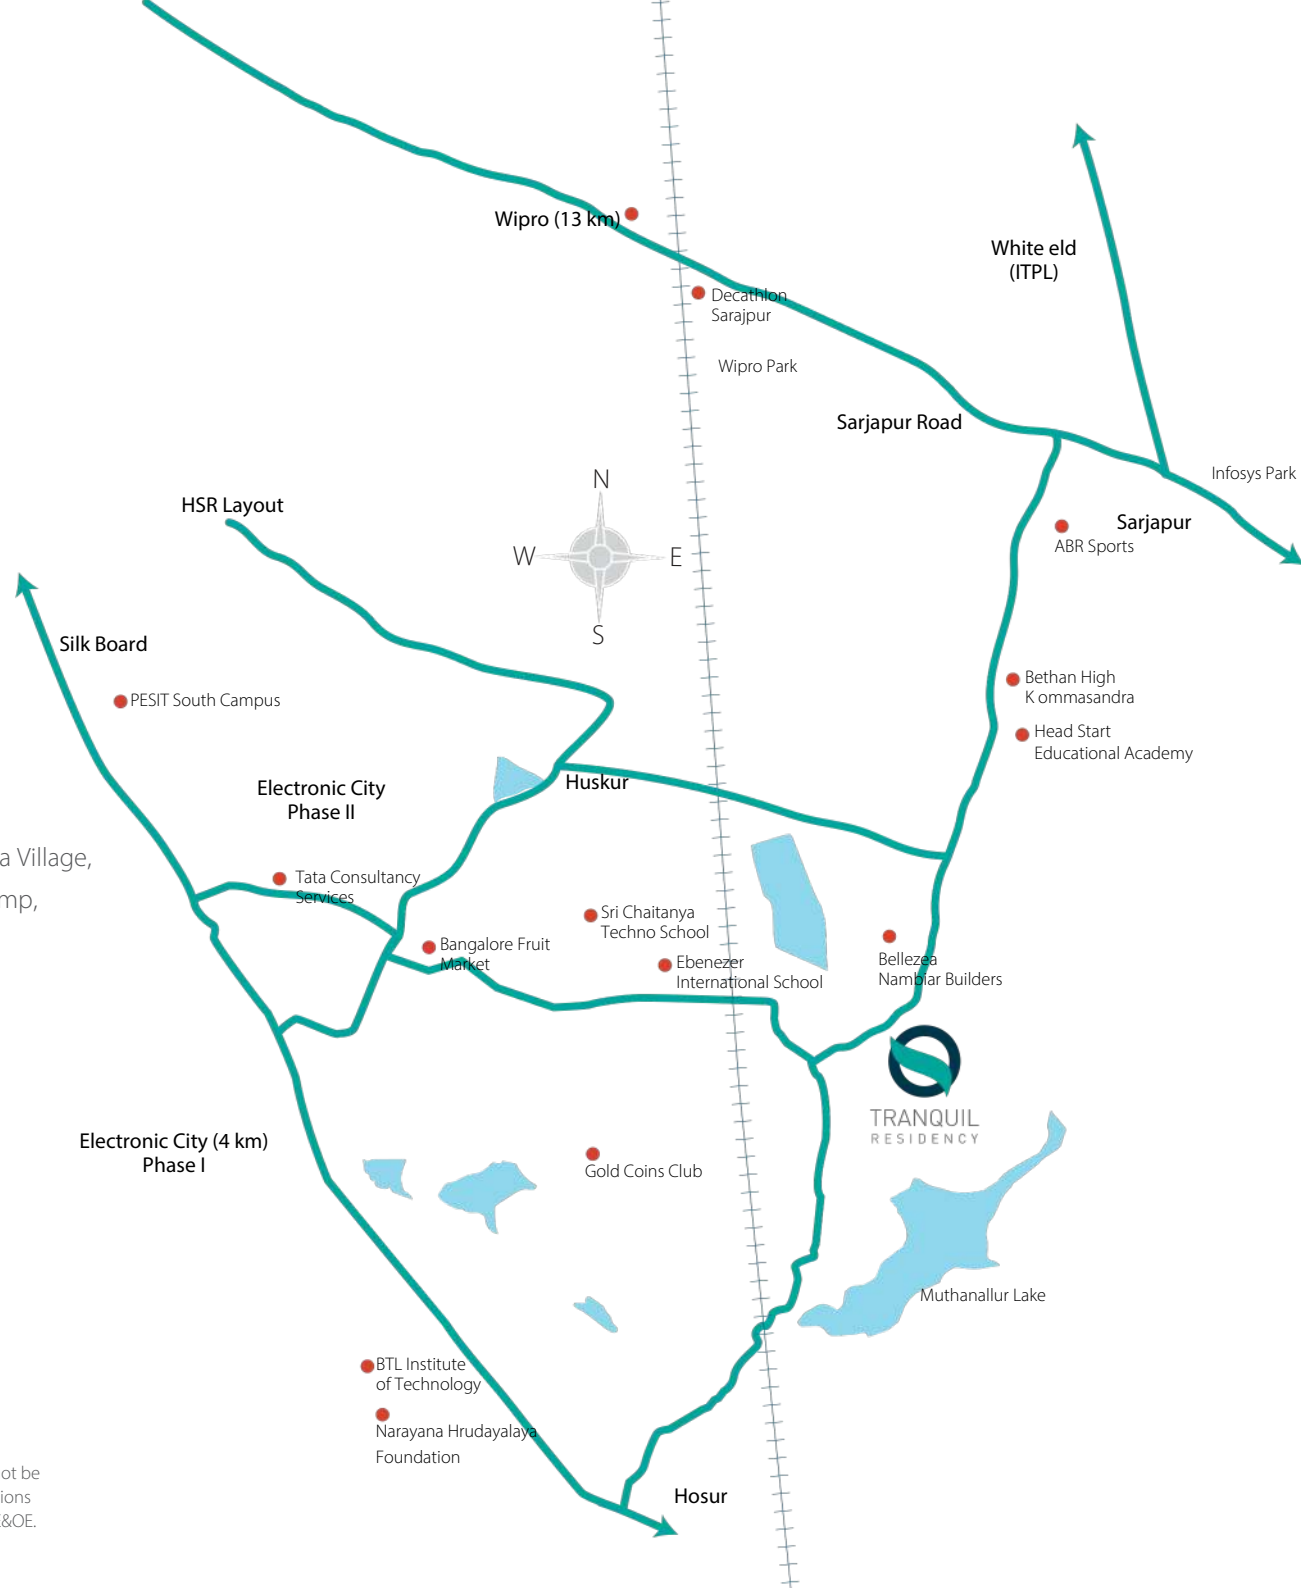 Wipro (13 km)
White eld
(ITPL)
Decathlon
Sarajpur
Wipro Park
Sarjapur Road
Infosys Park
HSR Layout
N
W
E
S
Sarjapur
ABR Sports
Silk Board
PESIT South Campus
Bethan High
K ommasandra
Head Start
Educational Academy
Electronic City
Phase II
Huskur
a Village,
mp,
Tata Consultancy
Services
Sri Chaitanya
Techno School
Bangalore Fruit
Market
Ebenezer
International School
Bellezea
Nambiar Builders
TRANQUIL
RESIDENCY
Electronic City (4 km)
Phase I
Gold Coins Club
Muthanallur Lake
BTL Institute
of Technology
Narayana Hrudayalaya
Foundation
ot be
ions
&OE.
Hosur